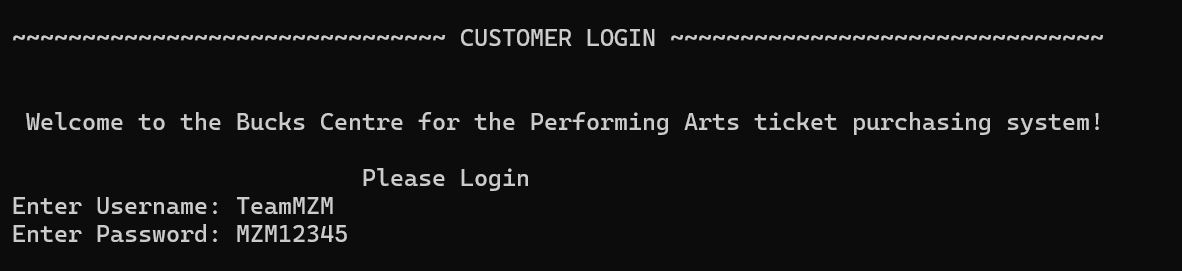 ~~~~~~~~~~~~~~~~~~~~~~~~~~~~~~~ CUSTOMER LOGIN ~~~~~~~~~~~~~~~~~~~~~~~~~~~~~~~
Welcome to the Bucks Centre for the Performing Arts ticket purchasing system!
Please Login
Enter Username: TeamMZM
Enter Password: MZM12345